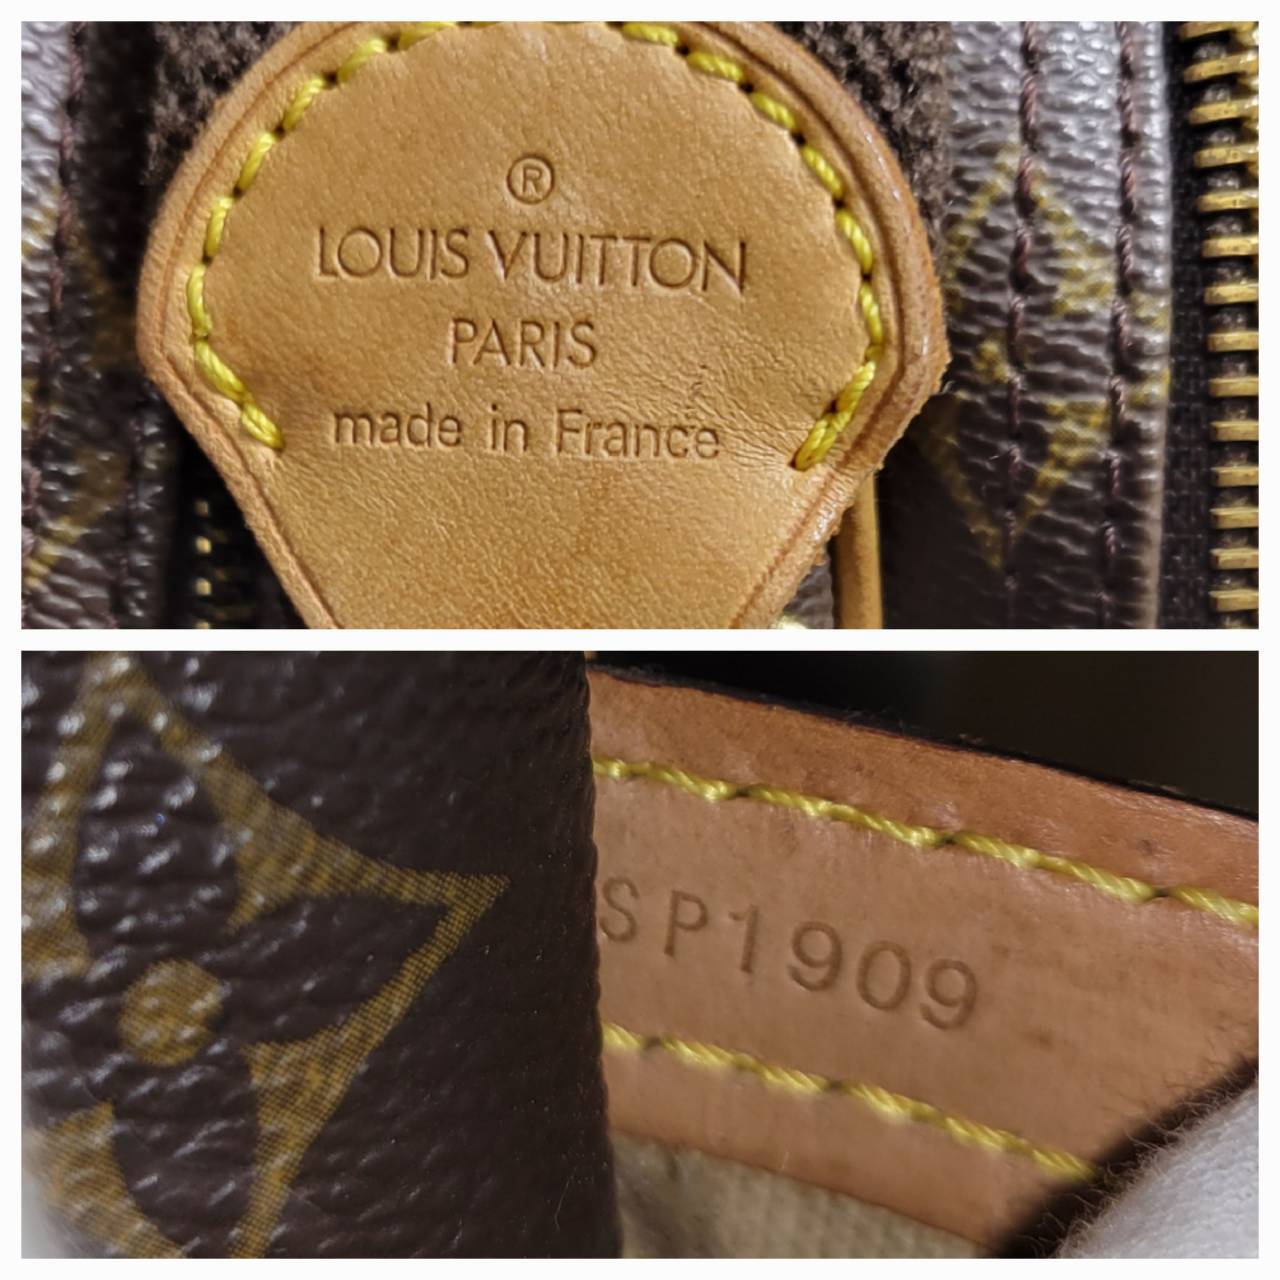 ®
LOUIS VUITTON
PARIS
made in France
SP1909